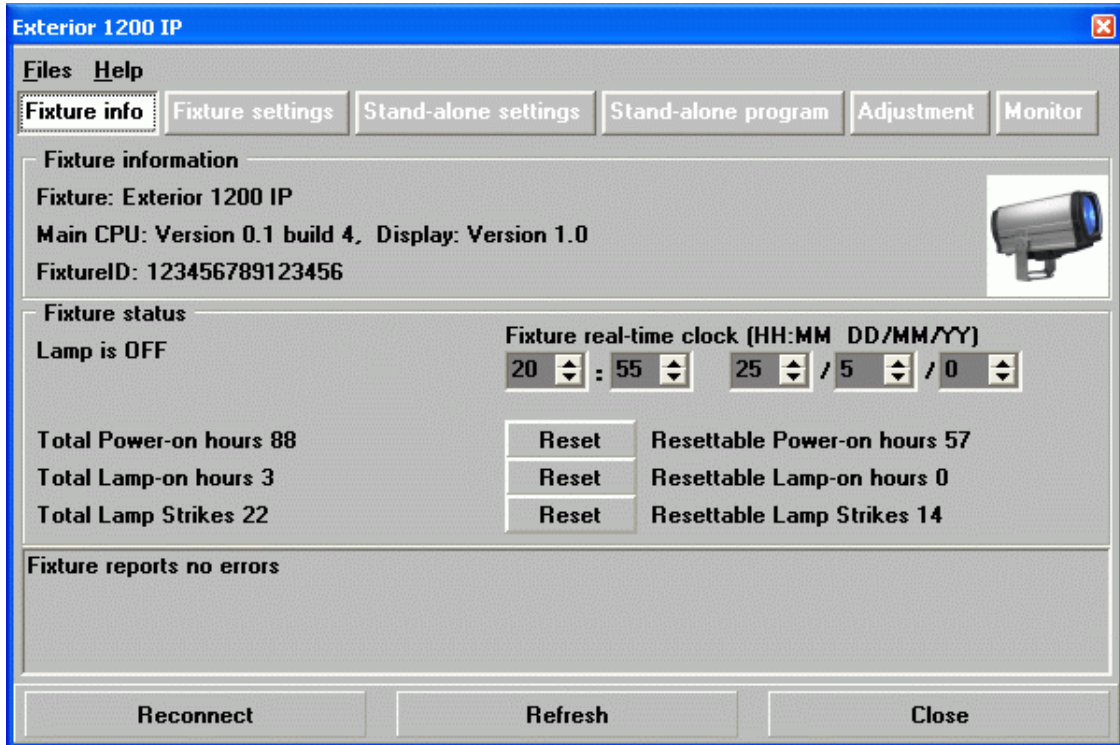 Exterior 1200 IP
Files Help
Fixture info Fixture settings Stand-alone settings Stand-alone program Adjustment Monitor
Fixture information
Fixture: Exterior 1200 IP
Main CPU: Version 0.1 build 4, Display: Version 1.0
FixtureID: 123456789123456
Fixture status
Lamp is OFF
Fixture real-time clock (HH:MM DD/MM/YY)
20 : 55 25 / 5 / 0
Total Power-on hours 88 Reset Resettable Power-on hours 57
Total Lamp-on hours 3 Reset Resettable Lamp-on hours 0
Total Lamp Strikes 22 Reset Resettable Lamp Strikes 14
Fixture reports no errors
Reconnect Refresh Close